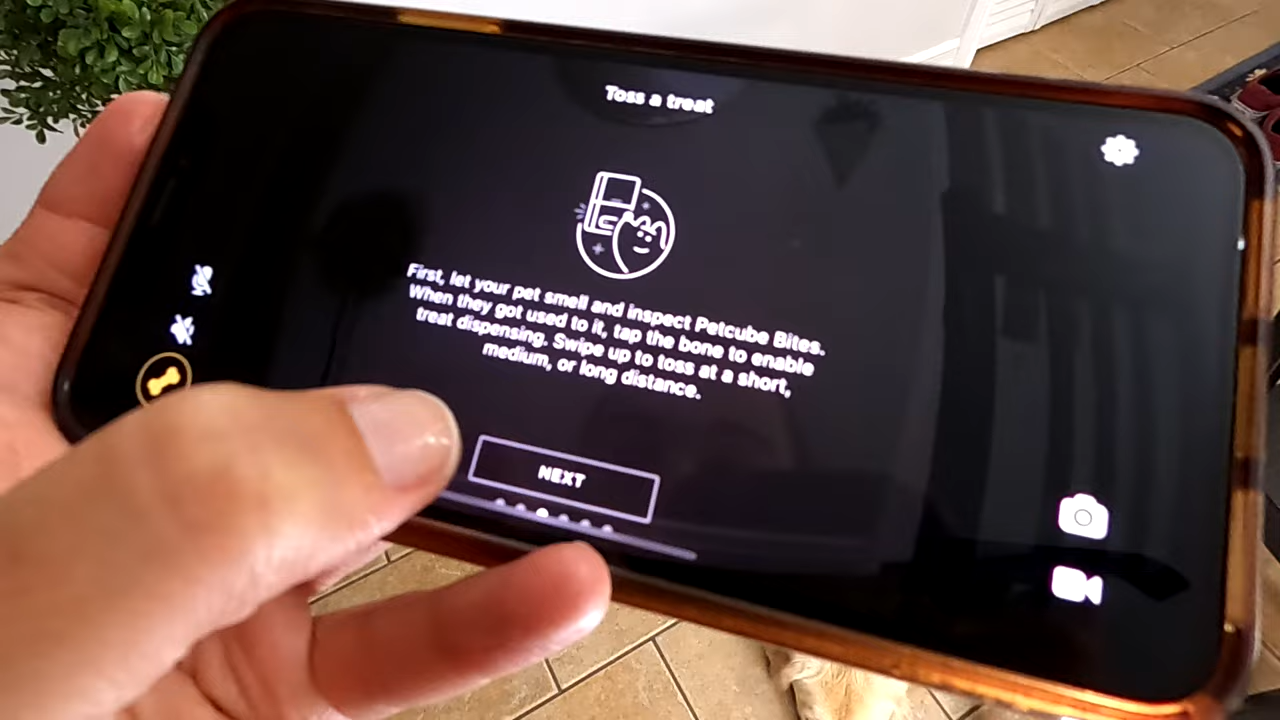 Toss a treat
First, let your pet smell and inspect Petcube Bites.
When they got used to it, tap the bone to enable
treat dispensing. Swipe up to toss at a short,
medium, or long distance.
NEXT